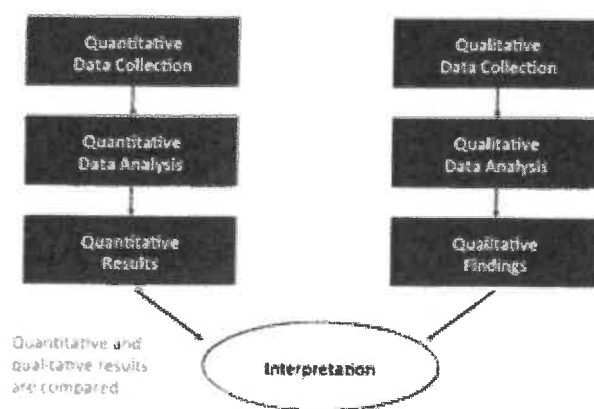 Quantitative
Data Collection
Qualitative
Data Collection
Quantitative
Data Analysis
Qualitative
Data Analysis
Quantitative
Results
Qualitative
Findings
Quantitative and
qualitative results
are compared
Interpretation